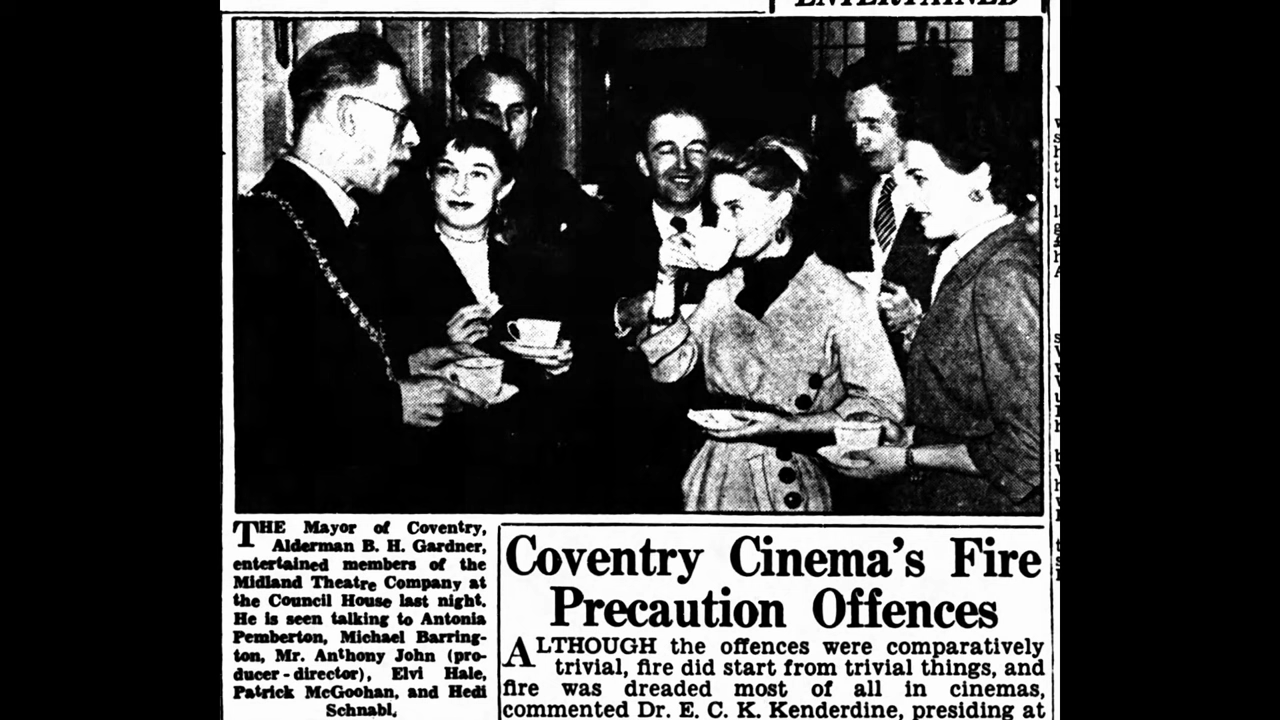 ENTERTAINED
THE Mayor of Coventry,
Alderman B. H. Gardner,
entertained members of the
Midland Theatre Company at
the Council House last night.
He is seen talking to Antonia
Pemberton, Michael Barring-
ton, Mr. Anthony John (pro-
ducer-director), Elvi Hale,
Patrick McGoohan, and Hedi
Schnabl.
Coventry Cinema's Fire
Precaution Offences
ALTHOUGH the offences were comparatively
trivial, fire did start from trivial things, and
fire was dreaded most of all in cinemas,
commented Dr. E. C. K. Kenderdine, presiding at